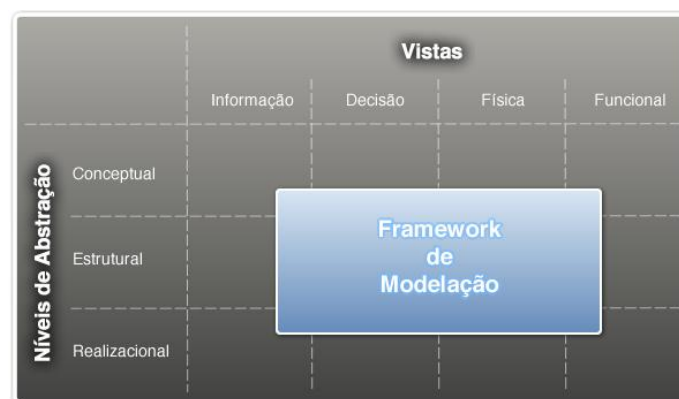 Vistas
Informação Decisão Física Funcional
Níveis de Abstração
Conceptual
Estrutural
Realizacional
Framework
de
Modelação